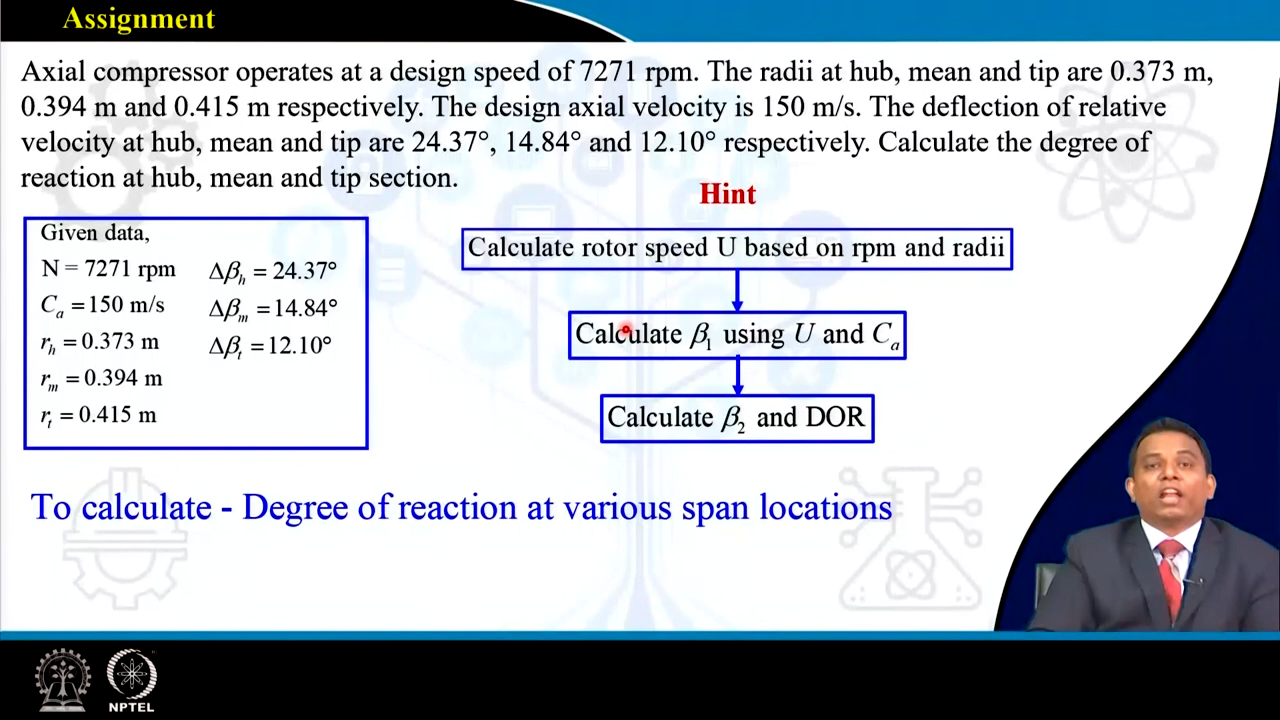 Assignment
Axial compressor operates at a design speed of 7271 rpm. The radii at hub, mean and tip are 0.373 m,
0.394 m and 0.415 m respectively. The design axial velocity is 150 m/s. The deflection of relative
velocity at hub, mean and tip are 24.37°, 14.84° and 12.10° respectively. Calculate the degree of
reaction at hub, mean and tip section.
Hint
Given data,
N = 7271 rpm
Cₐ = 150 m/s
rₕ = 0.373 m
rₘ = 0.394 m
rₜ = 0.415 m
Δβₕ = 24.37°
Δβₘ = 14.84°
Δβₜ = 12.10°
Calculate rotor speed U based on rpm and radii
Calculate β₁ using U and Cₐ
Calculate β₂ and DOR
To calculate - Degree of reaction at various span locations
NPTEL